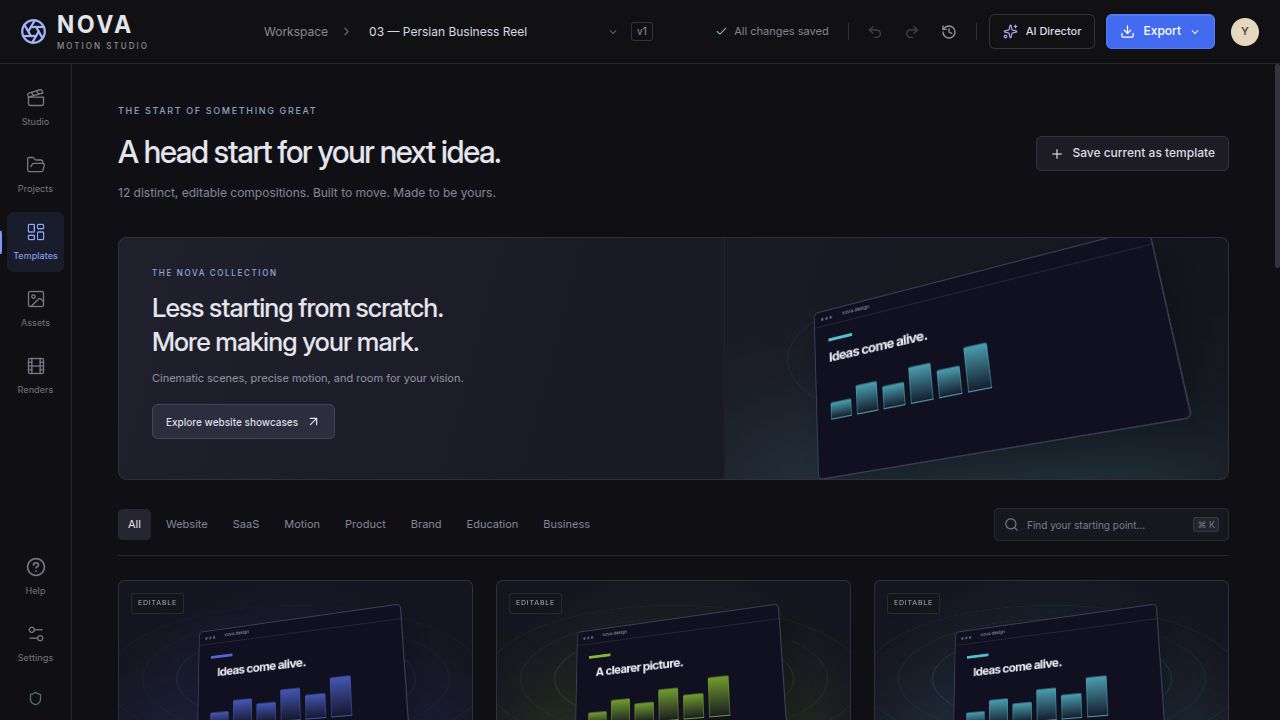 NOVA
MOTION STUDIO
Workspace
03 — Persian Business Reel
v1
All changes saved
AI Director
Export
Y
Studio
Projects
Templates
Assets
Renders
Help
Settings
THE START OF SOMETHING GREAT
A head start for your next idea.
12 distinct, editable compositions. Built to move. Made to be yours.
Save current as template
THE NOVA COLLECTION
Less starting from scratch.
More making your mark.
Cinematic scenes, precise motion, and room for your vision.
Explore website showcases
nova.design
Ideas come alive.
All
Website
SaaS
Motion
Product
Brand
Education
Business
Find your starting point...
⌘ K
EDITABLE
nova.design
Ideas come alive.
EDITABLE
nova.design
A clearer picture.
EDITABLE
nova.design
Ideas come alive.